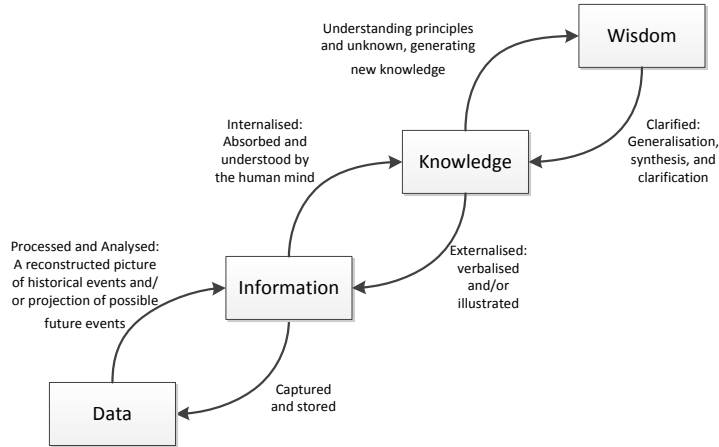 Understanding principles
and unknown, generating
new knowledge
Wisdom
Internalised:
Absorbed and
understood by
the human mind
Knowledge
Clarified:
Generalisation,
synthesis, and
clarification
Processed and Analysed:
A reconstructed picture
of historical events and/
or projection of possible
future events
Information
Externalised:
verbalised
and/or
illustrated
Data
Captured
and stored